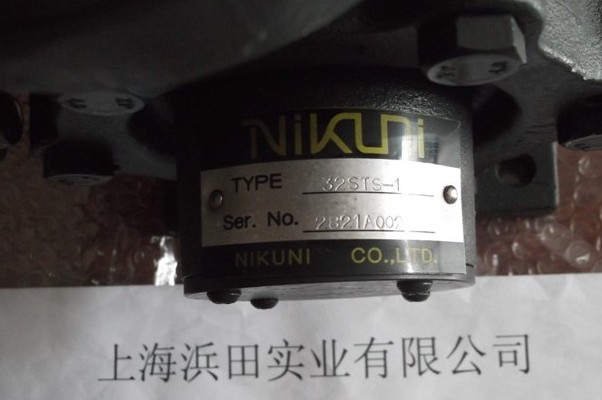 NiKUNi
TYPE 32STS-1
Ser. No. 2821A002
NIKUNI CO.,LTD.
上海浜田实业有限公司